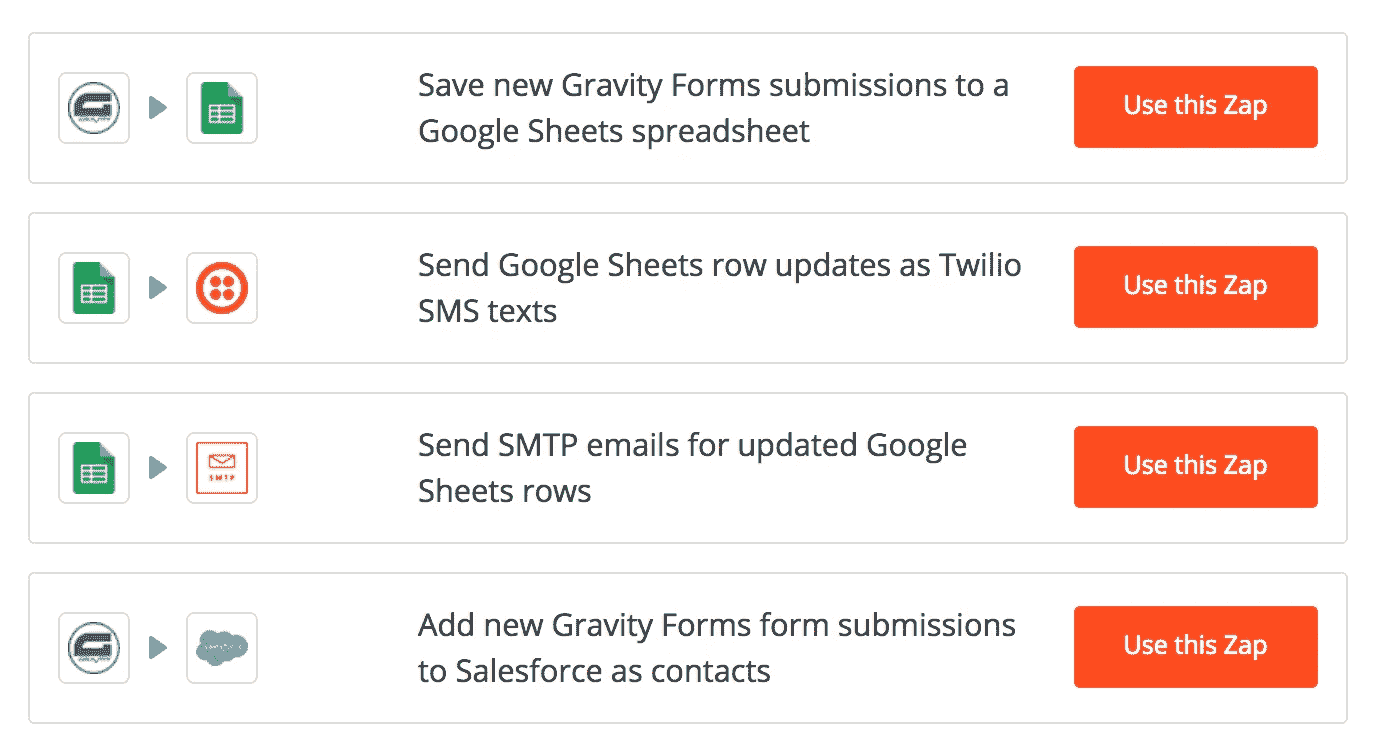 Save new Gravity Forms submissions to a
Google Sheets spreadsheet
Use this Zap
Send Google Sheets row updates as Twilio
SMS texts
Use this Zap
Send SMTP emails for updated Google
Sheets rows
SMTP
Use this Zap
Add new Gravity Forms form submissions
to Salesforce as contacts
Use this Zap